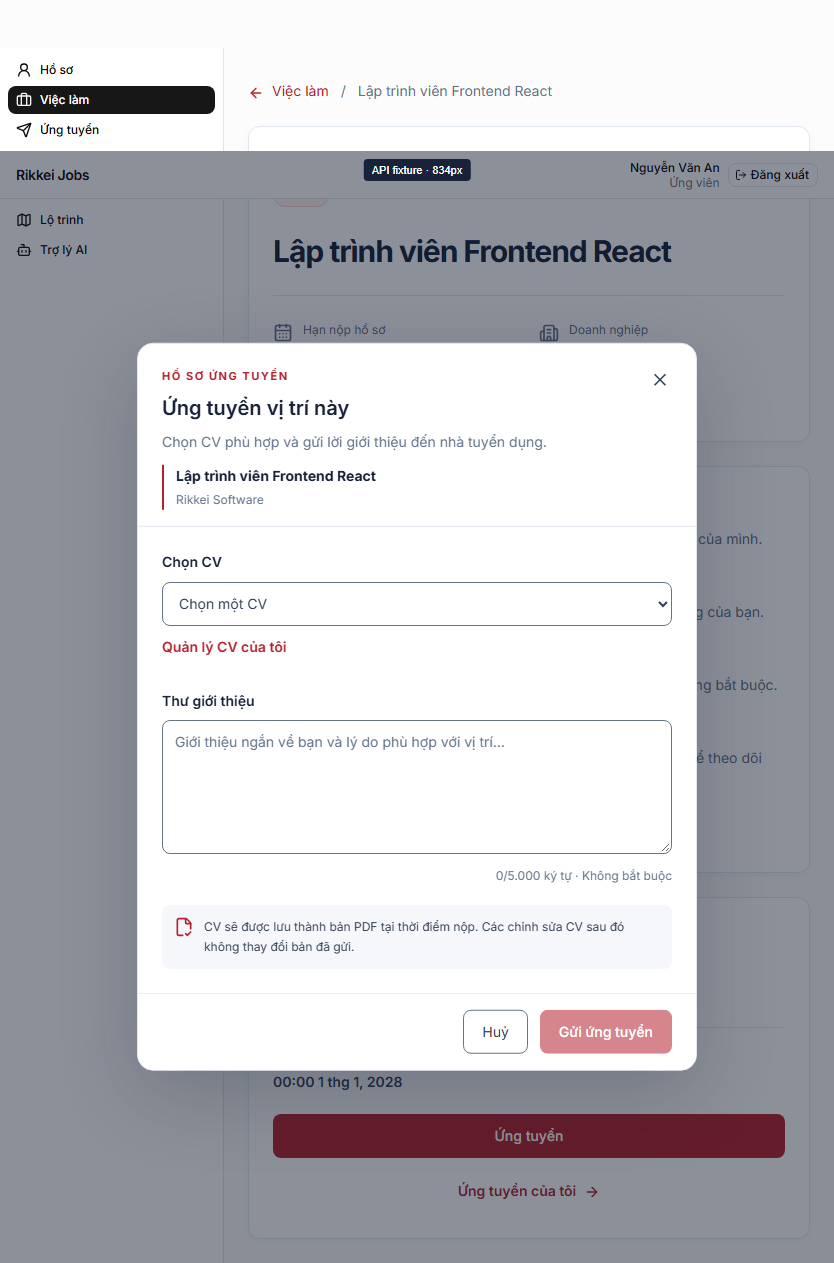 Hồ sơ
Việc làm
Ứng tuyển
← Việc làm / Lập trình viên Frontend React
Rikkei Jobs
API fixture · 834px
Nguyễn Văn An
Ứng viên
Đăng xuất
Lộ trình
Trợ lý AI
Lập trình viên Frontend React
Hạn nộp hồ sơ
Doanh nghiệp
HỒ SƠ ỨNG TUYỂN
Ứng tuyển vị trí này
Chọn CV phù hợp và gửi lời giới thiệu đến nhà tuyển dụng.
Lập trình viên Frontend React
Rikkei Software
của mình.
Chọn CV
Chọn một CV
của bạn.
Quản lý CV của tôi
bắt buộc.
Thư giới thiệu
Giới thiệu ngắn về bạn và lý do phù hợp với vị trí...
theo dõi
0/5.000 ký tự · Không bắt buộc
CV sẽ được lưu thành bản PDF tại thời điểm nộp. Các chỉnh sửa CV sau đó
không thay đổi bản đã gửi.
Huỷ
Gửi ứng tuyển
00:00 1 thg 1, 2028
Ứng tuyển
Ứng tuyển của tôi →